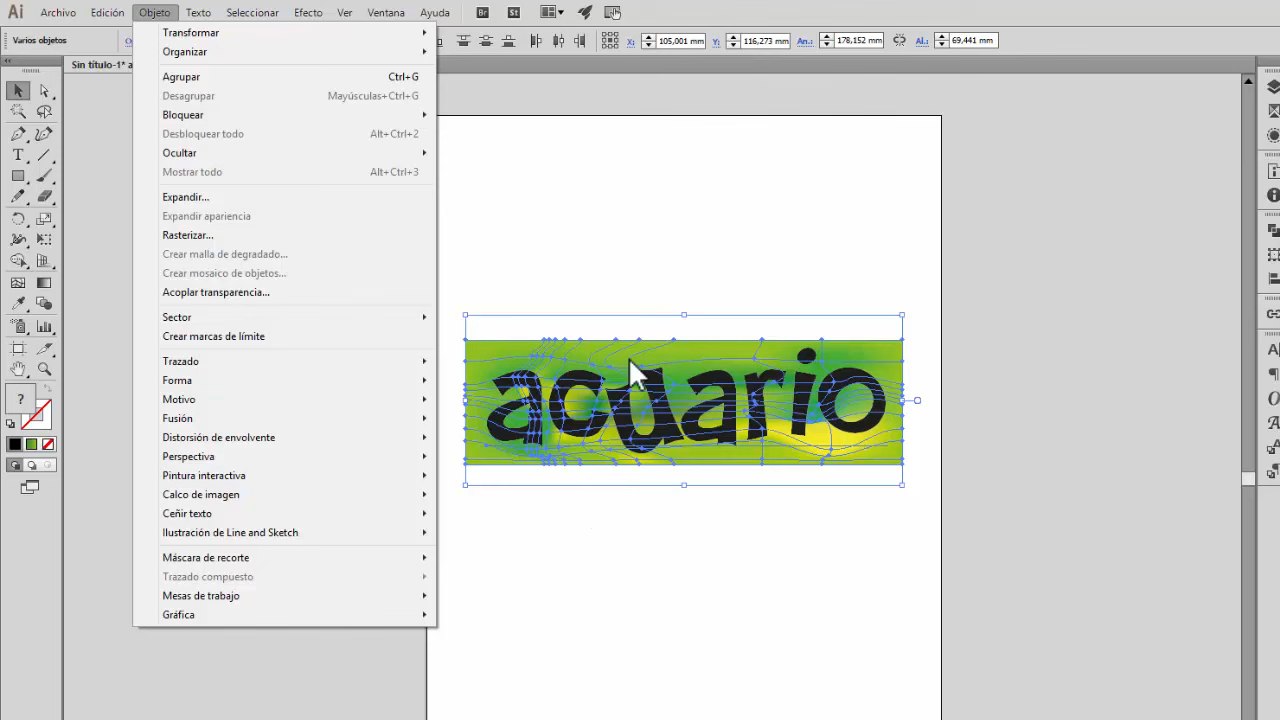 Ai Archivo Edición Objeto Texto Seleccionar Efecto Ver Ventana Ayuda Br St
Varios objetos X: 105,001 mm Y: 116,273 mm An.: 178,152 mm Al.: 69,441 mm
Sin título-1* a
Transformar
Organizar
Agrupar Ctrl+G
Desagrupar Mayúsculas+Ctrl+G
Bloquear
Desbloquear todo Alt+Ctrl+2
Ocultar
Mostrar todo Alt+Ctrl+3
Expandir...
Expandir apariencia
Rasterizar...
Crear malla de degradado...
Crear mosaico de objetos...
Acoplar transparencia...
Sector
Crear marcas de límite
Trazado
Forma
Motivo
Fusión
Distorsión de envolvente
Perspectiva
Pintura interactiva
Calco de imagen
Ceñir texto
Ilustración de Line and Sketch
Máscara de recorte
Trazado compuesto
Mesas de trabajo
Gráfica
acuario